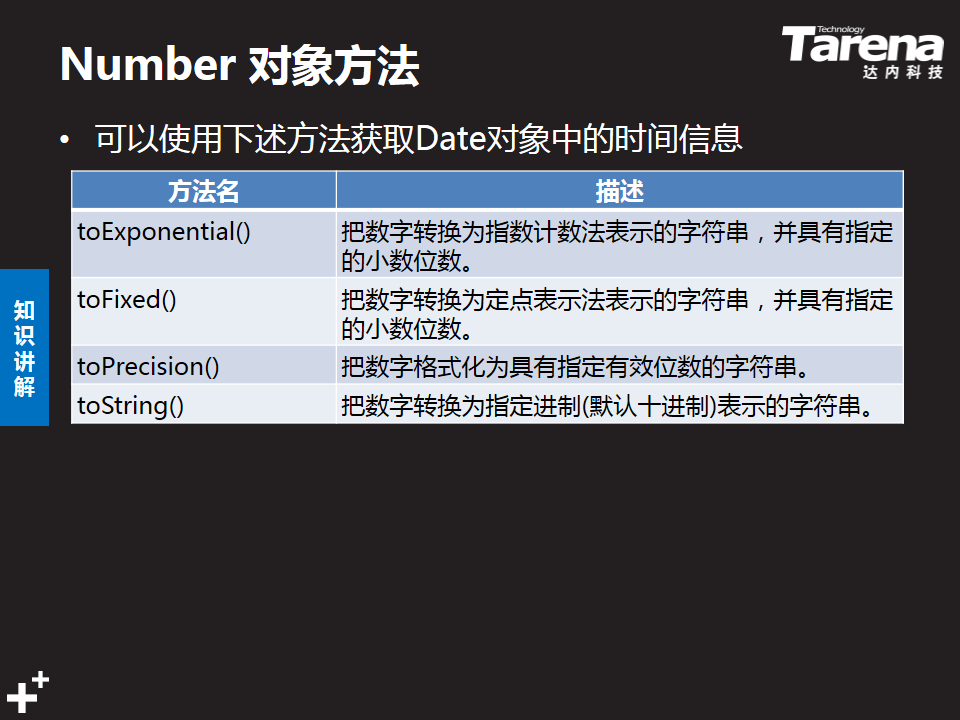 Number 对象方法
Technology
Tarena
达内科技
• 可以使用下述方法获取Date对象中的时间信息
方法名 描述
toExponential() 把数字转换为指数计数法表示的字符串，并具有指定
的小数位数。
toFixed() 把数字转换为定点表示法表示的字符串，并具有指定
的小数位数。
toPrecision() 把数字格式化为具有指定有效位数的字符串。
toString() 把数字转换为指定进制(默认十进制)表示的字符串。
知识讲解